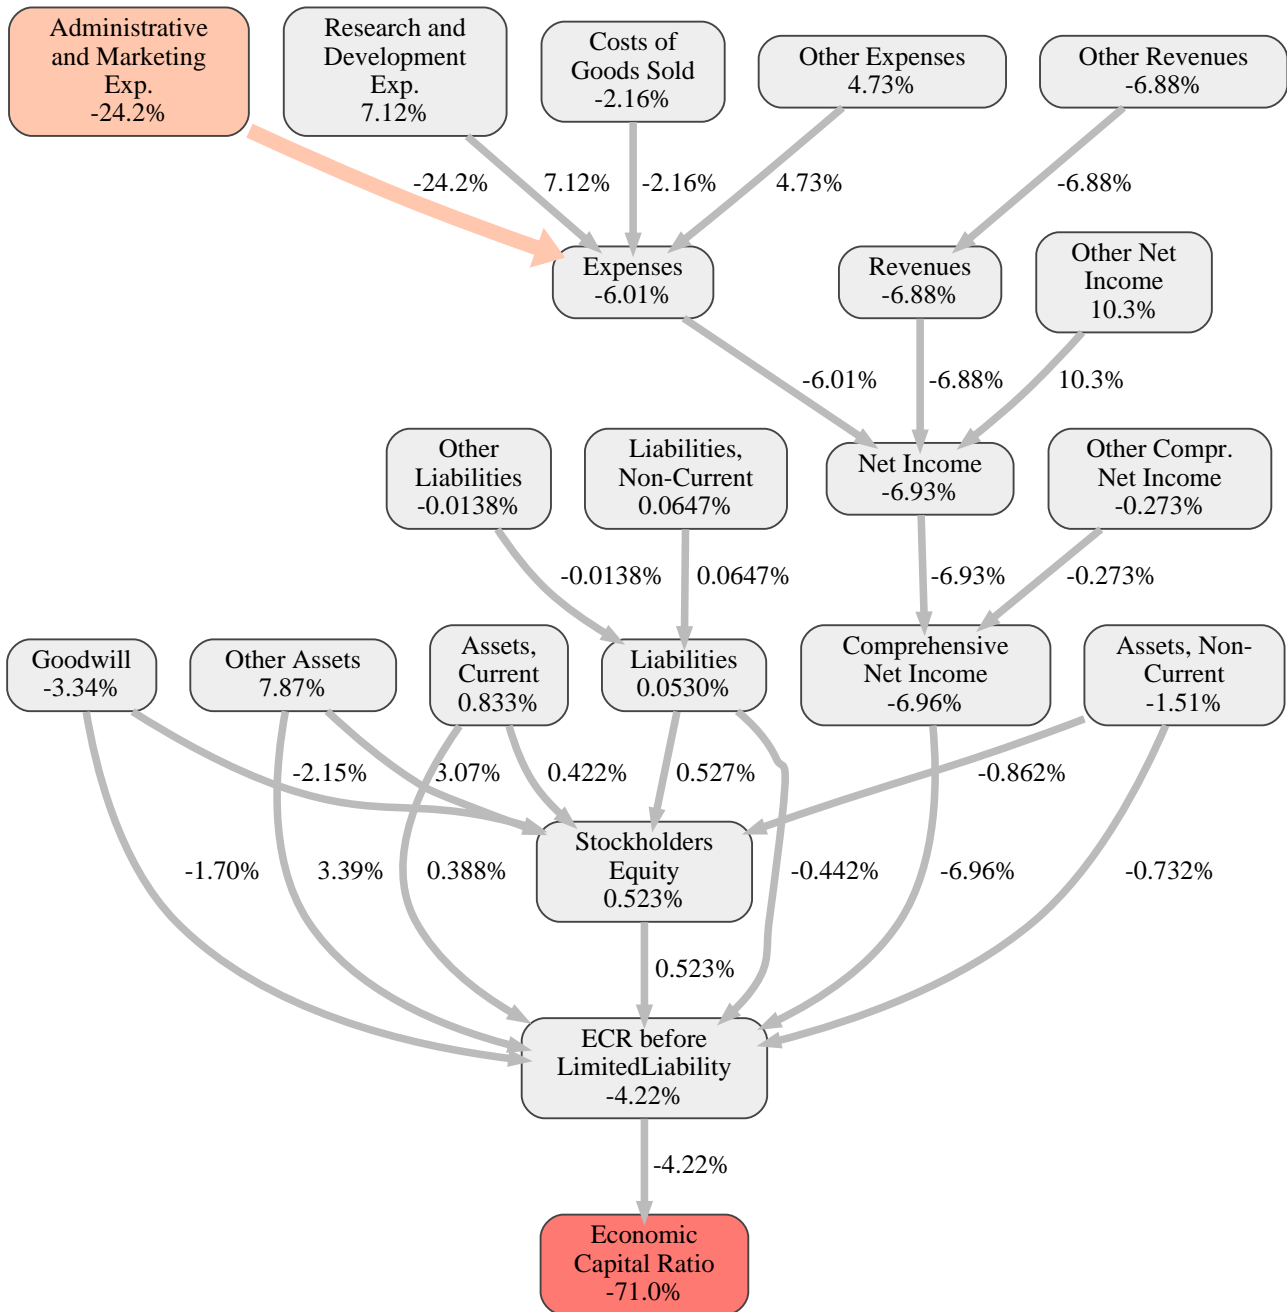 Administrative
and Marketing
Exp.
-24.2%
Research and
Development
Exp.
7.12%
Costs of
Goods Sold
-2.16%
Other Expenses
4.73%
Other Revenues
-6.88%
-24.2%
7.12%
-2.16%
4.73%
-6.88%
Expenses
-6.01%
Revenues
-6.88%
Other Net
Income
10.3%
-6.01%
-6.88%
10.3%
Other
Liabilities
-0.0138%
Liabilities,
Non-Current
0.0647%
Net Income
-6.93%
Other Compr.
Net Income
-0.273%
-0.0138%
0.0647%
-6.93%
-0.273%
Goodwill
-3.34%
Other Assets
7.87%
Assets,
Current
0.833%
Liabilities
0.0530%
Comprehensive
Net Income
-6.96%
Assets, Non-
Current
-1.51%
-2.15%
3.07%
0.422%
0.527%
-0.862%
Stockholders
Equity
0.523%
-1.70%
3.39%
0.388%
-0.442%
-6.96%
-0.732%
0.523%
ECR before
LimitedLiability
-4.22%
-4.22%
Economic
Capital Ratio
-71.0%